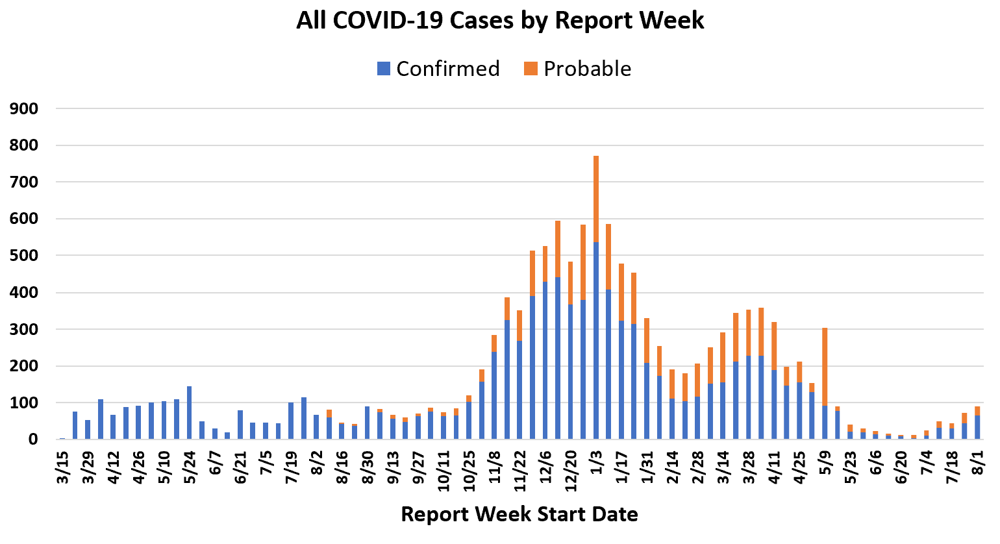 All COVID-19 Cases by Report Week
Confirmed Probable
900
800
700
600
500
400
300
200
100
0
3/15 3/29 4/12 4/26 5/10 5/24 6/7 6/21 7/5 7/19 8/2 8/16 8/30 9/13 9/27 10/11 10/25 11/8 11/22 12/6 12/20 1/3 1/17 1/31 2/14 2/28 3/14 3/28 4/11 4/25 5/9 5/23 6/6 6/20 7/4 7/18 8/1
Report Week Start Date